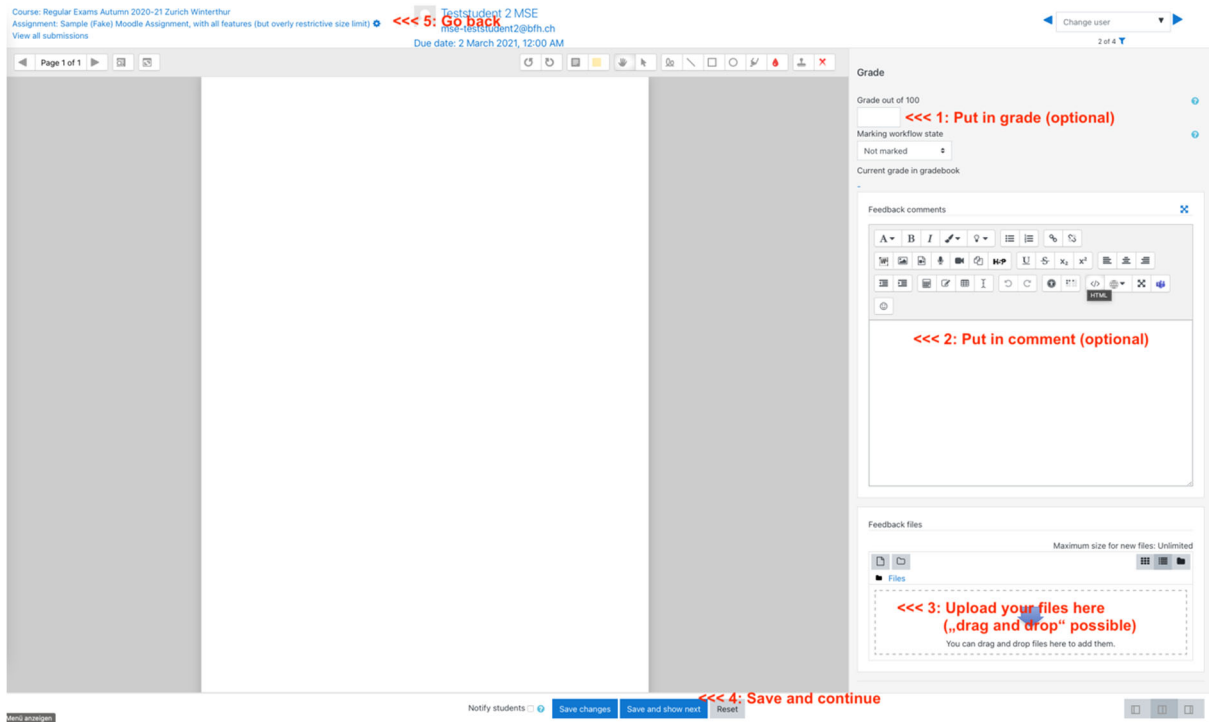 Course: Regular Exams Autumn 2020-21 Zurich Winterthur
Assignment: Sample (Fake) Moodle Assignment, with all features (but overly restrictive size limit)
View all submissions
<<< 5: Go back
Teststudent 2 MSE
mse-teststudent2@bfh.ch
Due date: 2 March 2021, 12:00 AM
Change user
2 of 4
Page 1 of 1
Grade
Grade out of 100
<<< 1: Put in grade (optional)
Marking workflow state
Not marked
Current grade in gradebook
-
Feedback comments
HTML
<<< 2: Put in comment (optional)
Feedback files
Maximum size for new files: Unlimited
Files
<<< 3: Upload your files here
(„drag and drop“ possible)
You can drag and drop files here to add them.
<<< 4: Save and continue
Notify students
Save changes
Save and show next
Reset
Menü anzeigen